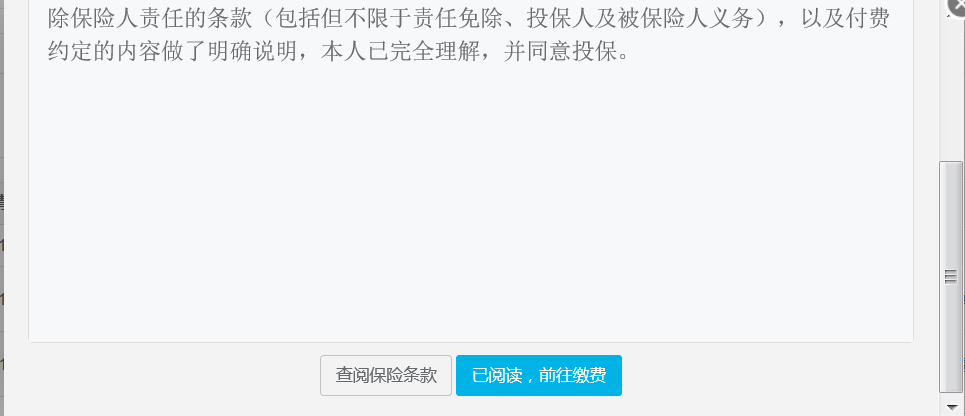 除保险人责任的条款（包括但不限于责任免除、投保人及被保险人义务），以及付费
约定的内容做了明确说明，本人已完全理解，并同意投保。
查阅保险条款
已阅读，前往缴费